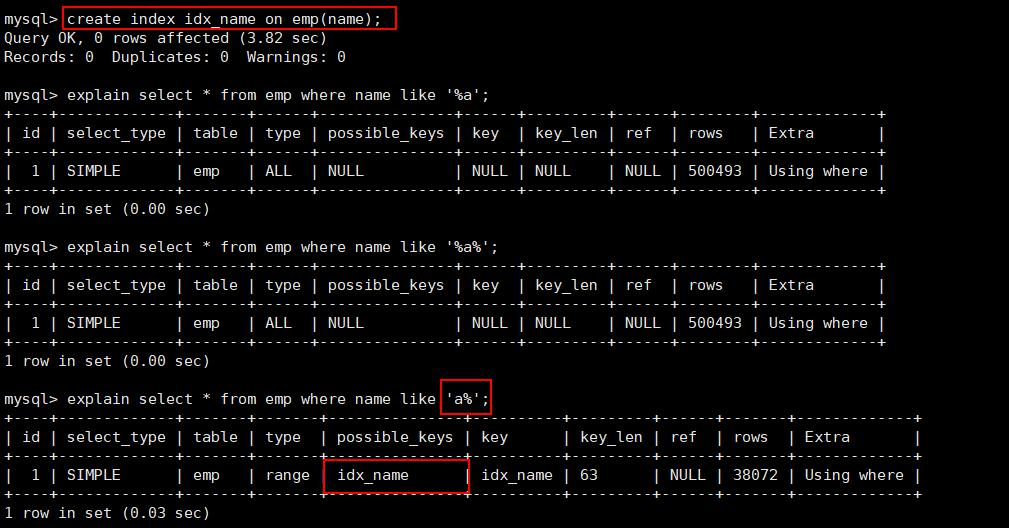 mysql> create index idx_name on emp(name);
Query OK, 0 rows affected (3.82 sec)
Records: 0  Duplicates: 0  Warnings: 0
mysql> explain select * from emp where name like '%a';
+----+-------------+-------+------+---------------+------+---------+------+--------+-------------+
| id | select_type | table | type | possible_keys | key  | key_len | ref  | rows   | Extra       |
+----+-------------+-------+------+---------------+------+---------+------+--------+-------------+
|  1 | SIMPLE      | emp   | ALL  | NULL          | NULL | NULL    | NULL | 500493 | Using where |
+----+-------------+-------+------+---------------+------+---------+------+--------+-------------+
1 row in set (0.00 sec)
mysql> explain select * from emp where name like '%a%';
+----+-------------+-------+------+---------------+------+---------+------+--------+-------------+
| id | select_type | table | type | possible_keys | key  | key_len | ref  | rows   | Extra       |
+----+-------------+-------+------+---------------+------+---------+------+--------+-------------+
|  1 | SIMPLE      | emp   | ALL  | NULL          | NULL | NULL    | NULL | 500493 | Using where |
+----+-------------+-------+------+---------------+------+---------+------+--------+-------------+
1 row in set (0.00 sec)
mysql> explain select * from emp where name like 'a%';
+----+-------------+-------+-------+---------------+----------+---------+------+-------+-------------+
| id | select_type | table | type  | possible_keys | key      | key_len | ref  | rows  | Extra       |
+----+-------------+-------+-------+---------------+----------+---------+------+-------+-------------+
|  1 | SIMPLE      | emp   | range | idx_name      | idx_name | 63      | NULL | 38072 | Using where |
+----+-------------+-------+-------+---------------+----------+---------+------+-------+-------------+
1 row in set (0.03 sec)